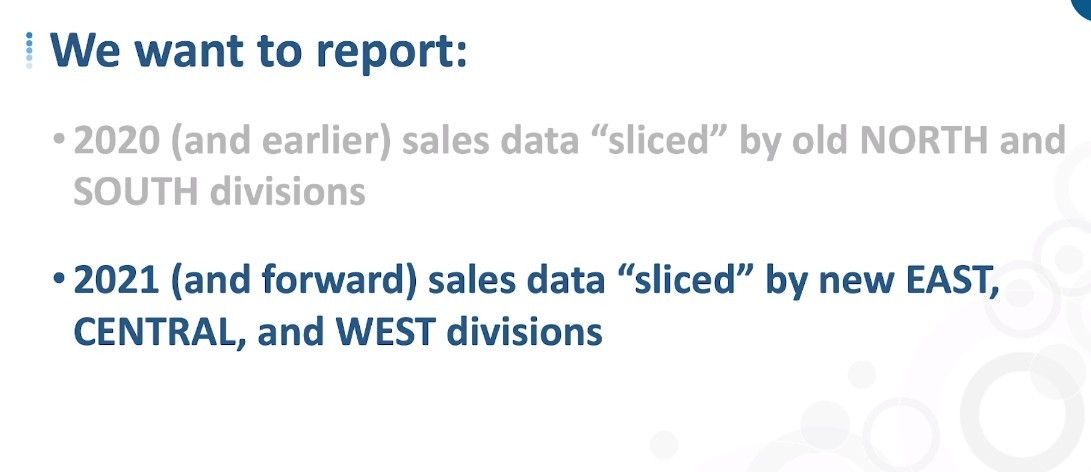 We want to report:
• 2020 (and earlier) sales data “sliced” by old NORTH and
SOUTH divisions
• 2021 (and forward) sales data “sliced” by new EAST,
CENTRAL, and WEST divisions